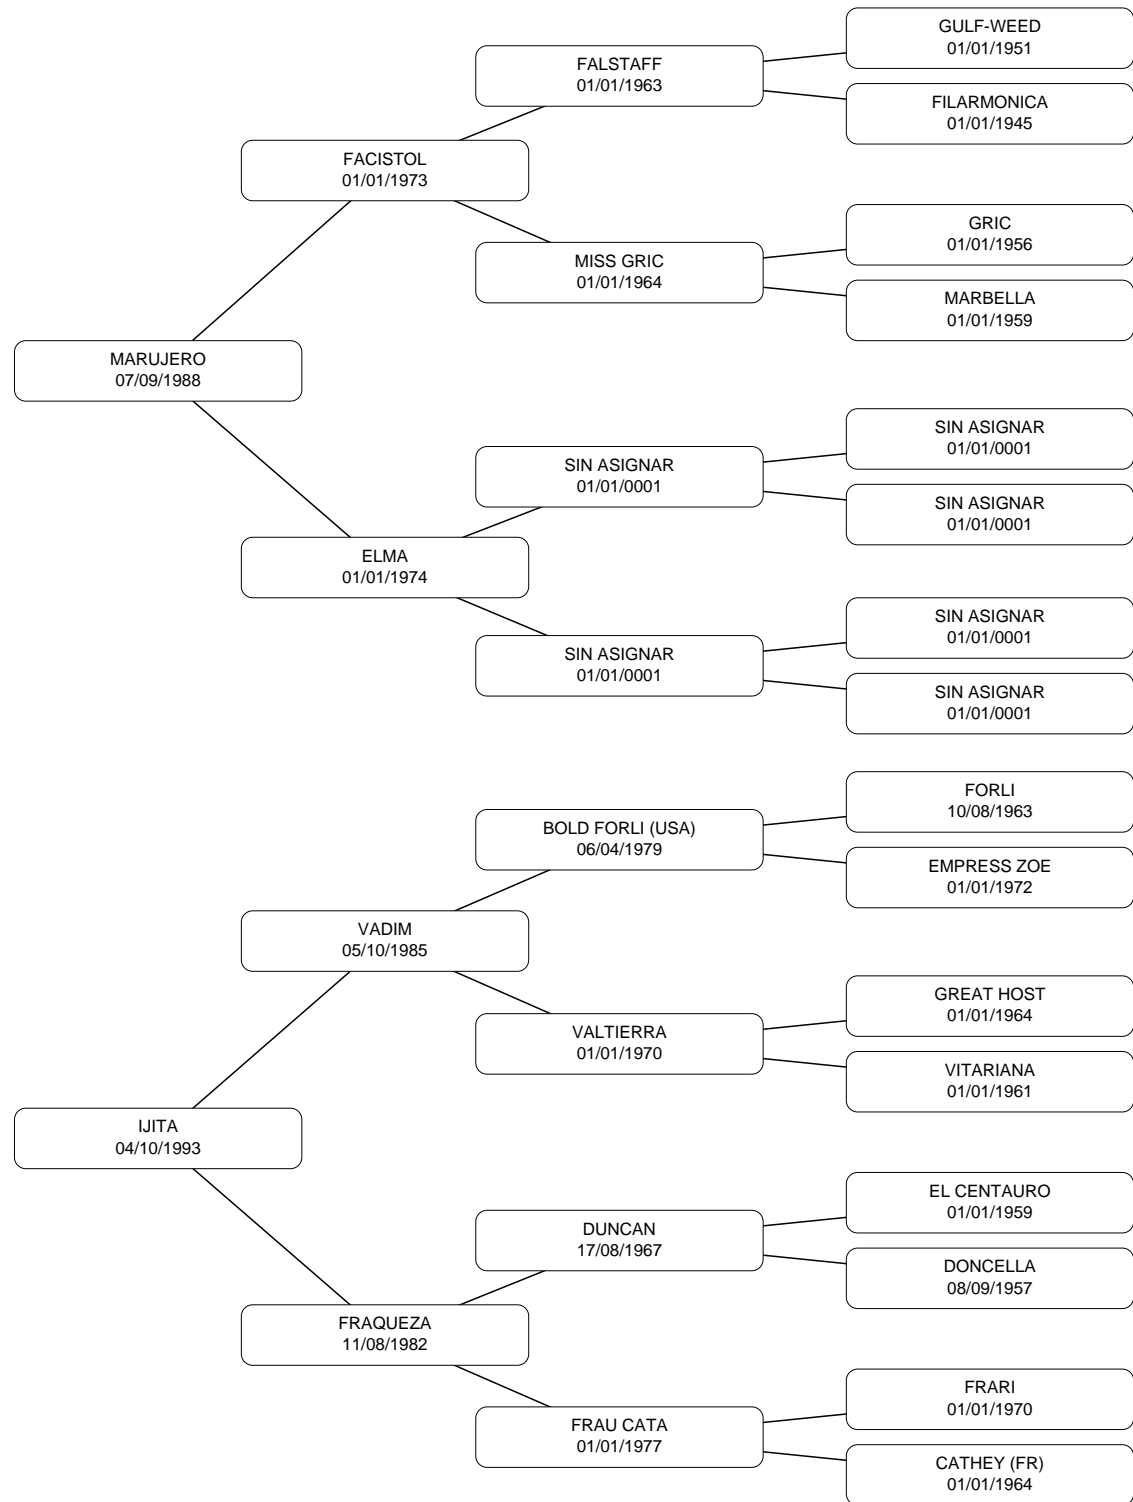 GULF-WEED
01/01/1951
FALSTAFF
01/01/1963
FILARMONICA
01/01/1945
FACISTOL
01/01/1973
GRIC
01/01/1956
MISS GRIC
01/01/1964
MARBELLA
01/01/1959
MARUJERO
07/09/1988
SIN ASIGNAR
01/01/0001
SIN ASIGNAR
01/01/0001
SIN ASIGNAR
01/01/0001
ELMA
01/01/1974
SIN ASIGNAR
01/01/0001
SIN ASIGNAR
01/01/0001
SIN ASIGNAR
01/01/0001
FORLI
10/08/1963
BOLD FORLI (USA)
06/04/1979
EMPRESS ZOE
01/01/1972
VADIM
05/10/1985
GREAT HOST
01/01/1964
VALTIERRA
01/01/1970
VITARIANA
01/01/1961
IJITA
04/10/1993
EL CENTAURO
01/01/1959
DUNCAN
17/08/1967
DONCELLA
08/09/1957
FRAQUEZA
11/08/1982
FRARI
01/01/1970
FRAU CATA
01/01/1977
CATHEY (FR)
01/01/1964